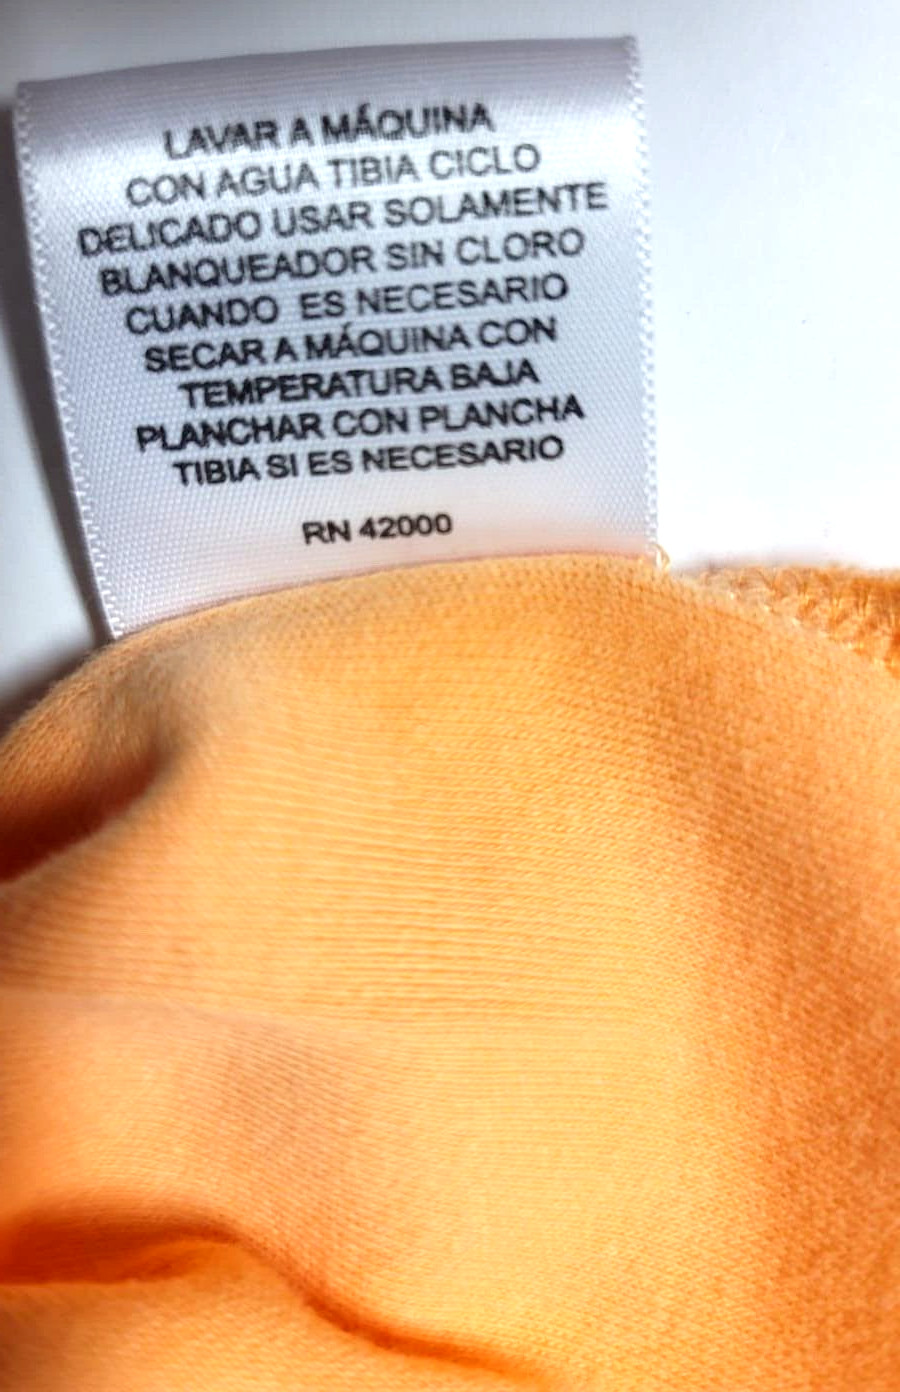 LAVAR A MÁQUINA
CON AGUA TIBIA CICLO
DELICADO USAR SOLAMENTE
BLANQUEADOR SIN CLORO
CUANDO ES NECESARIO
SECAR A MÁQUINA CON
TEMPERATURA BAJA
PLANCHAR CON PLANCHA
TIBIA SI ES NECESARIO
RN 42000